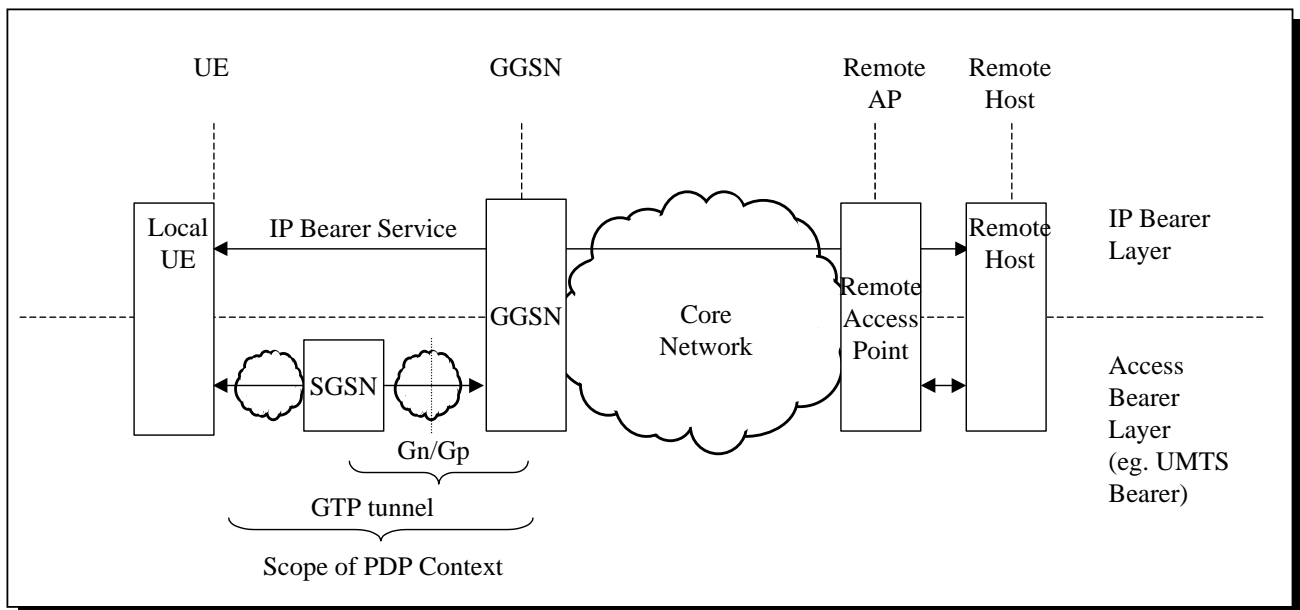 UE
GGSN
Remote
AP
Remote
Host
Local
UE
IP Bearer Service
Remote
Host
IP Bearer
Layer
GGSN
Core
Network
Remote
Access
Point
SGSN
Access
Bearer
Layer
(eg. UMTS
Bearer)
Gn/Gp
GTP tunnel
Scope of PDP Context